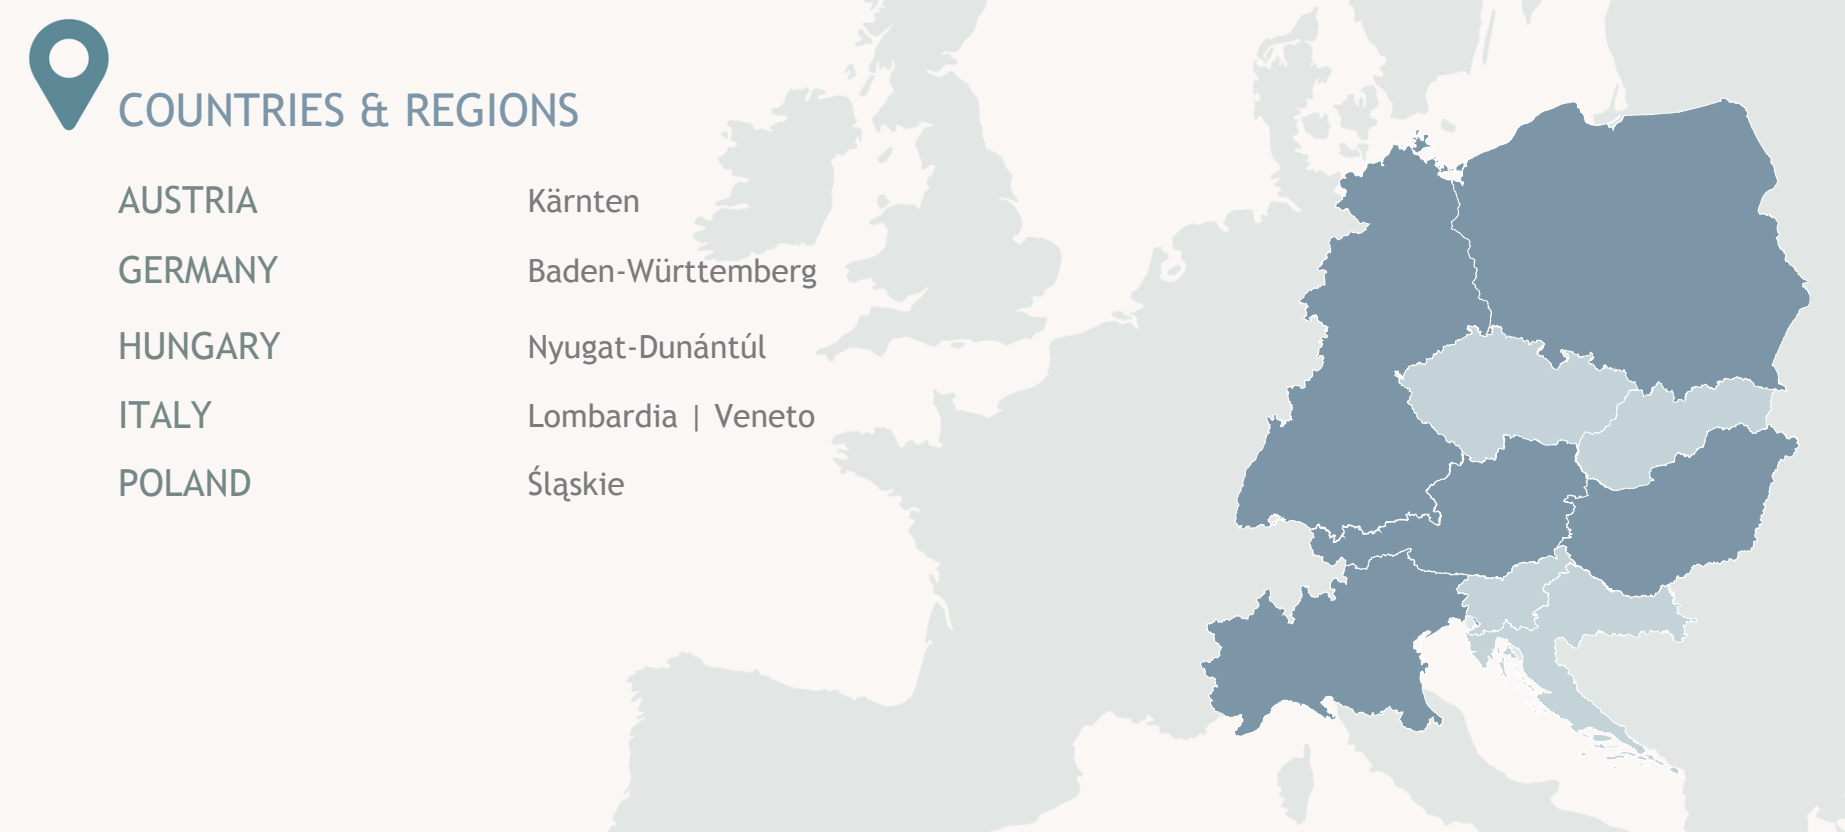 COUNTRIES & REGIONS
AUSTRIA Kärnten
GERMANY Baden-Württemberg
HUNGARY Nyugat-Dunántúl
ITALY Lombardia | Veneto
POLAND Śląskie